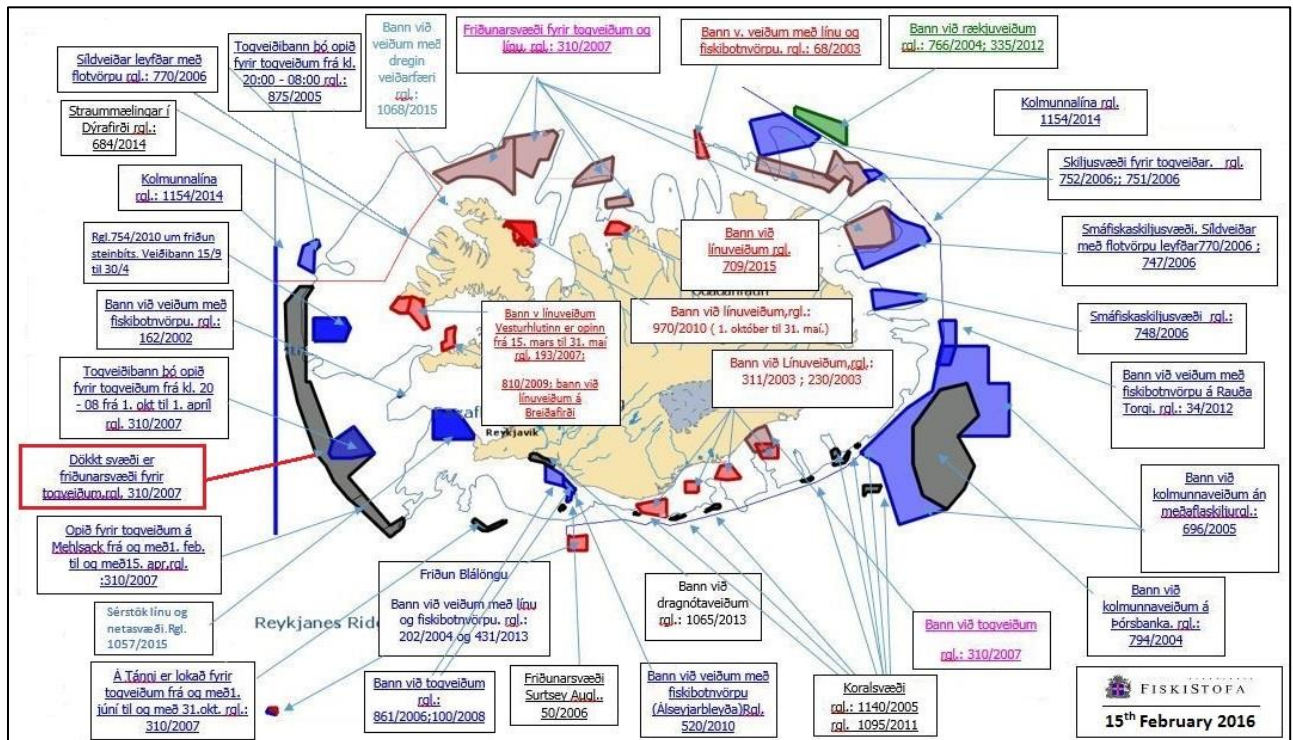 Síldveiðar leyfðar með
flotvörpu rgl.: 770/2006
Togveiðibann þó opið
fyrir togveiðum frá kl.
20:00 - 08:00 rgl.:
875/2005
Bann við
veiðum með
dregin
veiðarfæri
rgl.:
1068/2015
Friðunarsvæði fyrir togveiðum og
línu, rgl.: 310/2007
Bann v. veiðum með línu og
fiskibotnvörpu. rgl.: 68/2003
Bann við rækjuveiðum
rgl.: 766/2004; 335/2012
Straummælingar í
Dýrafirði rgl.:
684/2014
Kolmunnalína rgl.
1154/2014
Kolmunnalína
rgl.: 1154/2014
Skiljusvæði fyrir togveiðar. rgl.
752/2006;; 751/2006
Rgl.754/2010 um friðun
steinbíts. Veiðibann 15/9
til 30/4
Bann við
línuveiðum rgl.
709/2015
Smáfiskaskiljusvæði. Síldveiðar
með flotvörpu leyfðar770/2006 ;
747/2006
Bann við veiðum með
fiskibotnvörpu. rgl.:
162/2002
Bann v línuveiðum
Vesturhlutinn er opinn
frá 15. mars til 31. maí
rgl. 193/2007;
810/2009; bann við
línuveiðum á
Breiðafirði
Bann við línuveiðum,rgl.:
970/2010 ( 1. október til 31. maí.)
Smáfiskaskiljusvæði rgl.:
748/2006
Bann við Línuveiðum,rgl,:
311/2003 ; 230/2003
Togveiðibann þó opið
fyrir togveiðum frá kl. 20
- 08 frá 1. okt til 1. apríl
rgl. 310/2007
Bann við veiðum með
fiskibotnvörpu á Rauða
Torgi. rgl.: 34/2012
Reykjavik
Dökkt svæði er
friðunarsvæði fyrir
togveiðum,rgl. 310/2007
Bann við
kolmunnaveiðum án
meðaflaskiljurgl.:
696/2005
Opið fyrir togveiðum á
Mehlsack frá og með1. feb.
til og með15. apr,rgl.
:310/2007
Friðun Blálöngu
Bann við veiðum með línu
og fiskibotnvörpu. rgl.:
202/2004 og 431/2013
Bann við
dragnótaveiðum
rgl.: 1065/2013
Bann við
kolmunnaveiðum á
Þórsbanka. rgl.:
794/2004
Sérstök línu og
netasvæði.Rgl.
1057/2015
Reykjanes Rid
Bann við togveiðum
rgl.: 310/2007
Á Tánni er lokað fyrir
togveiðum frá og með1.
júní til og með 31.okt. rgl.:
310/2007
Bann við togveiðum
rgl.:
861/2006;100/2008
Friðunarsvæði
Surtsey Augl..
50/2006
Bann við veiðum með
fiskibotnvörpu
(Álseyjarbleyða)Rgl.
520/2010
Koralsvæði
rgl.: 1140/2005
rgl. 1095/2011
FISKISTOFA
15th February 2016